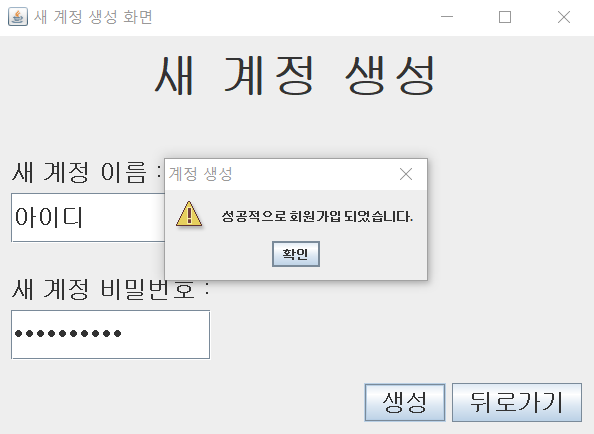 새 계정 생성 화면
새 계정 생성
새 계정 이름 :
아이디
계정 생성
성공적으로 회원가입 되었습니다.
확인
새 계정 비밀번호 :
••••••••••
생성
뒤로가기